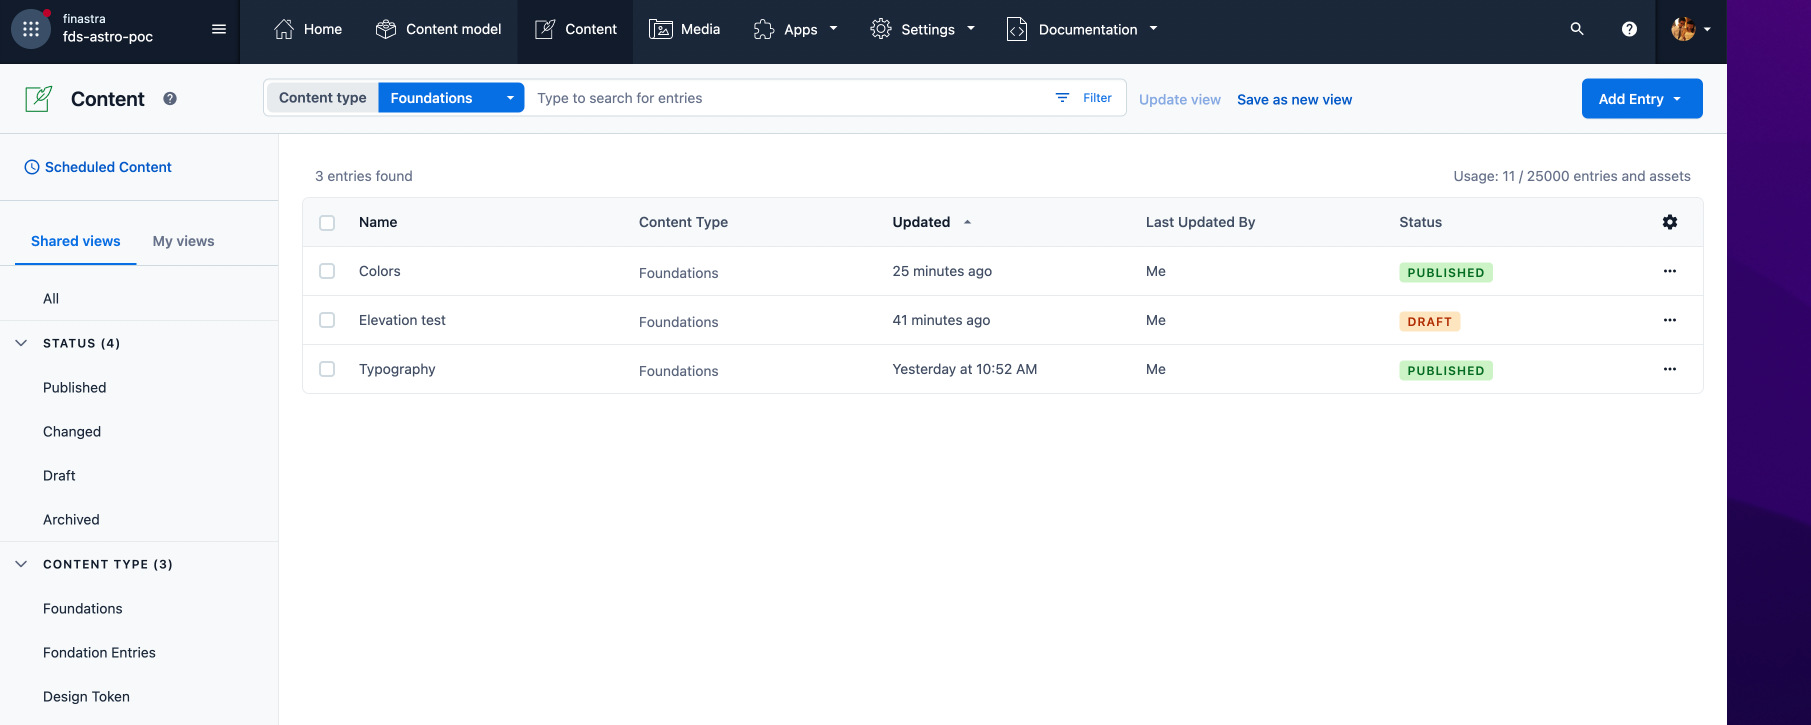 finastra
fds-astro-poc
Home
Content model
Content
Media
Apps
Settings
Documentation
Content
Content type
Foundations
Type to search for entries
Filter
Update view
Save as new view
Add Entry
Scheduled Content
Shared views
My views
All
STATUS (4)
Published
Changed
Draft
Archived
CONTENT TYPE (3)
Foundations
Fondation Entries
Design Token
3 entries found
Usage: 11 / 25000 entries and assets
Name Content Type Updated Last Updated By Status
Colors Foundations 25 minutes ago Me PUBLISHED
Elevation test Foundations 41 minutes ago Me DRAFT
Typography Foundations Yesterday at 10:52 AM Me PUBLISHED